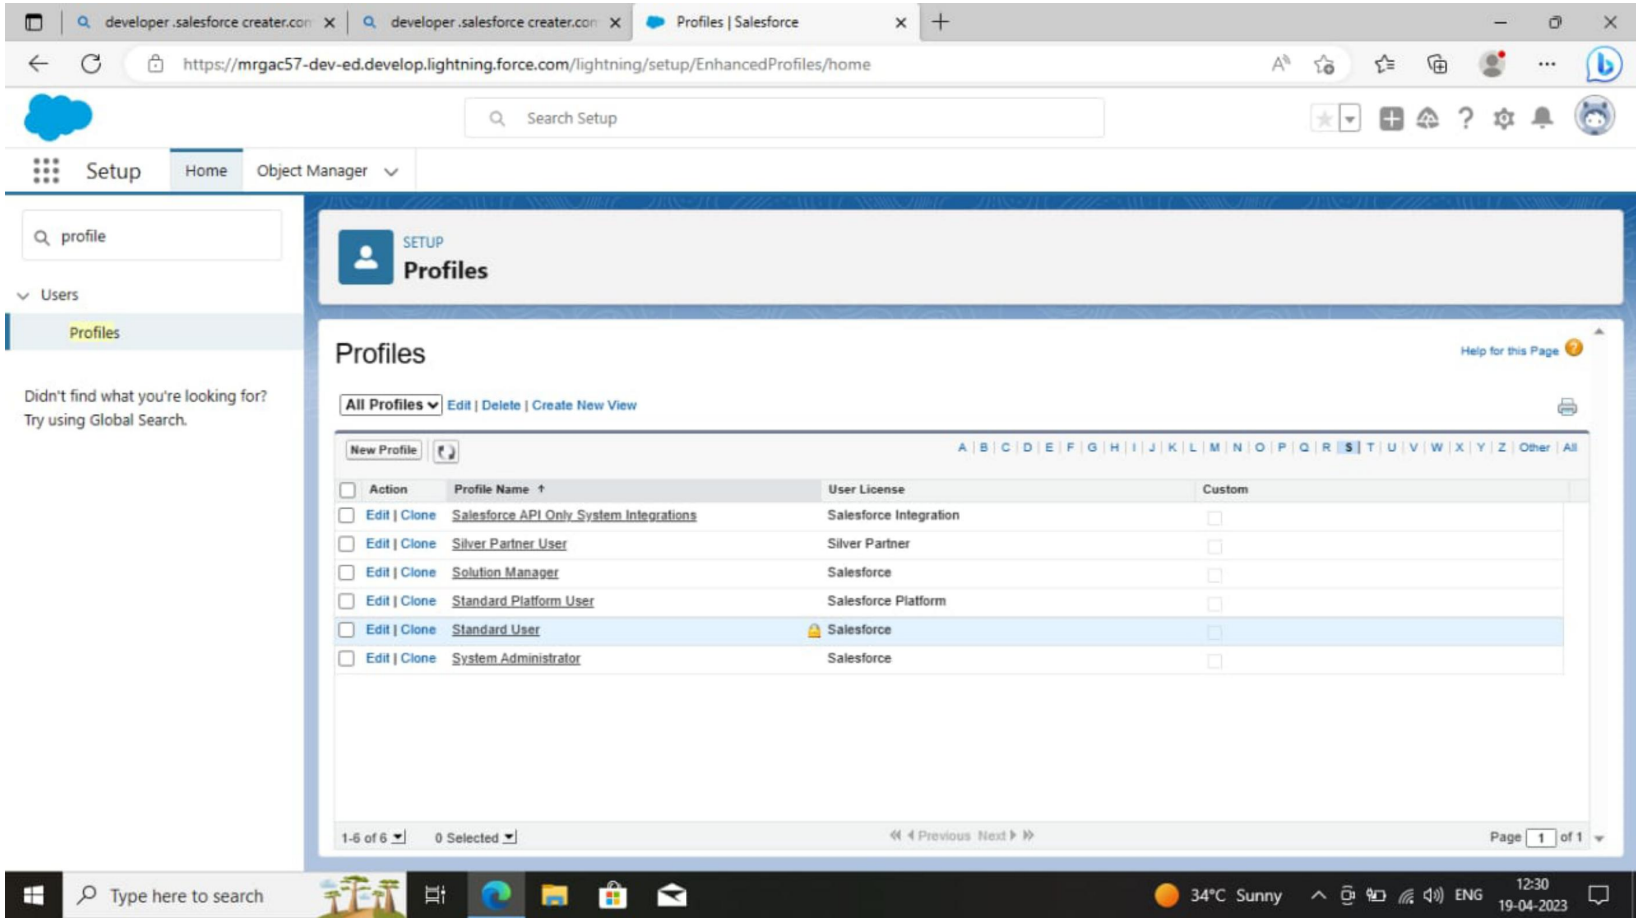 developer .salesforce creater.com
developer .salesforce creater.com
Profiles | Salesforce
https://mrgac57-dev-ed.develop.lightning.force.com/lightning/setup/EnhancedProfiles/home
Search Setup
Setup Home Object Manager
profile
Users
Profiles
Didn't find what you're looking for?
Try using Global Search.
SETUP
Profiles
Profiles
Help for this Page
All Profiles Edit | Delete | Create New View
New Profile A | B | C | D | E | F | G | H | I | J | K | L | M | N | O | P | Q | R | S | T | U | V | W | X | Y | Z | Other | All
Action Profile Name ↑ User License Custom
Edit | Clone Salesforce API Only System Integrations Salesforce Integration
Edit | Clone Silver Partner User Silver Partner
Edit | Clone Solution Manager Salesforce
Edit | Clone Standard Platform User Salesforce Platform
Edit | Clone Standard User Salesforce
Edit | Clone System Administrator Salesforce
1-6 of 6 0 Selected Previous Next Page 1 of 1
Type here to search
34°C Sunny
ENG
12:30
19-04-2023